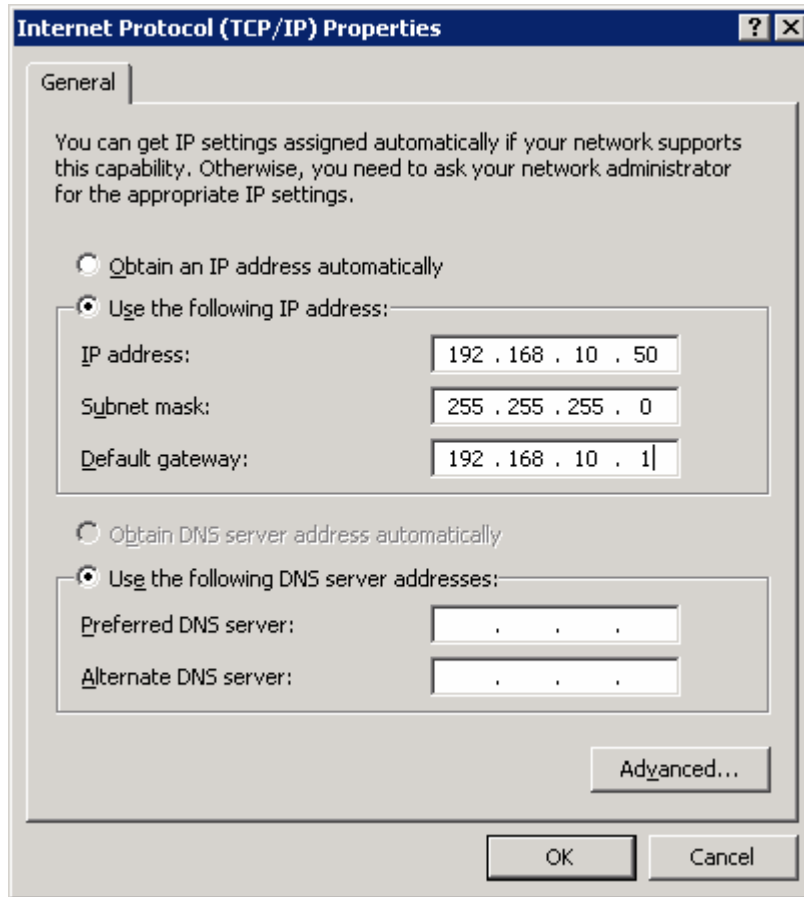 Internet Protocol (TCP/IP) Properties
General
You can get IP settings assigned automatically if your network supports
this capability. Otherwise, you need to ask your network administrator
for the appropriate IP settings.
Obtain an IP address automatically
Use the following IP address:
IP address: 192 . 168 . 10 . 50
Subnet mask: 255 . 255 . 255 . 0
Default gateway: 192 . 168 . 10 . 1
Obtain DNS server address automatically
Use the following DNS server addresses:
Preferred DNS server: . . .
Alternate DNS server: . . .
Advanced...
OK Cancel